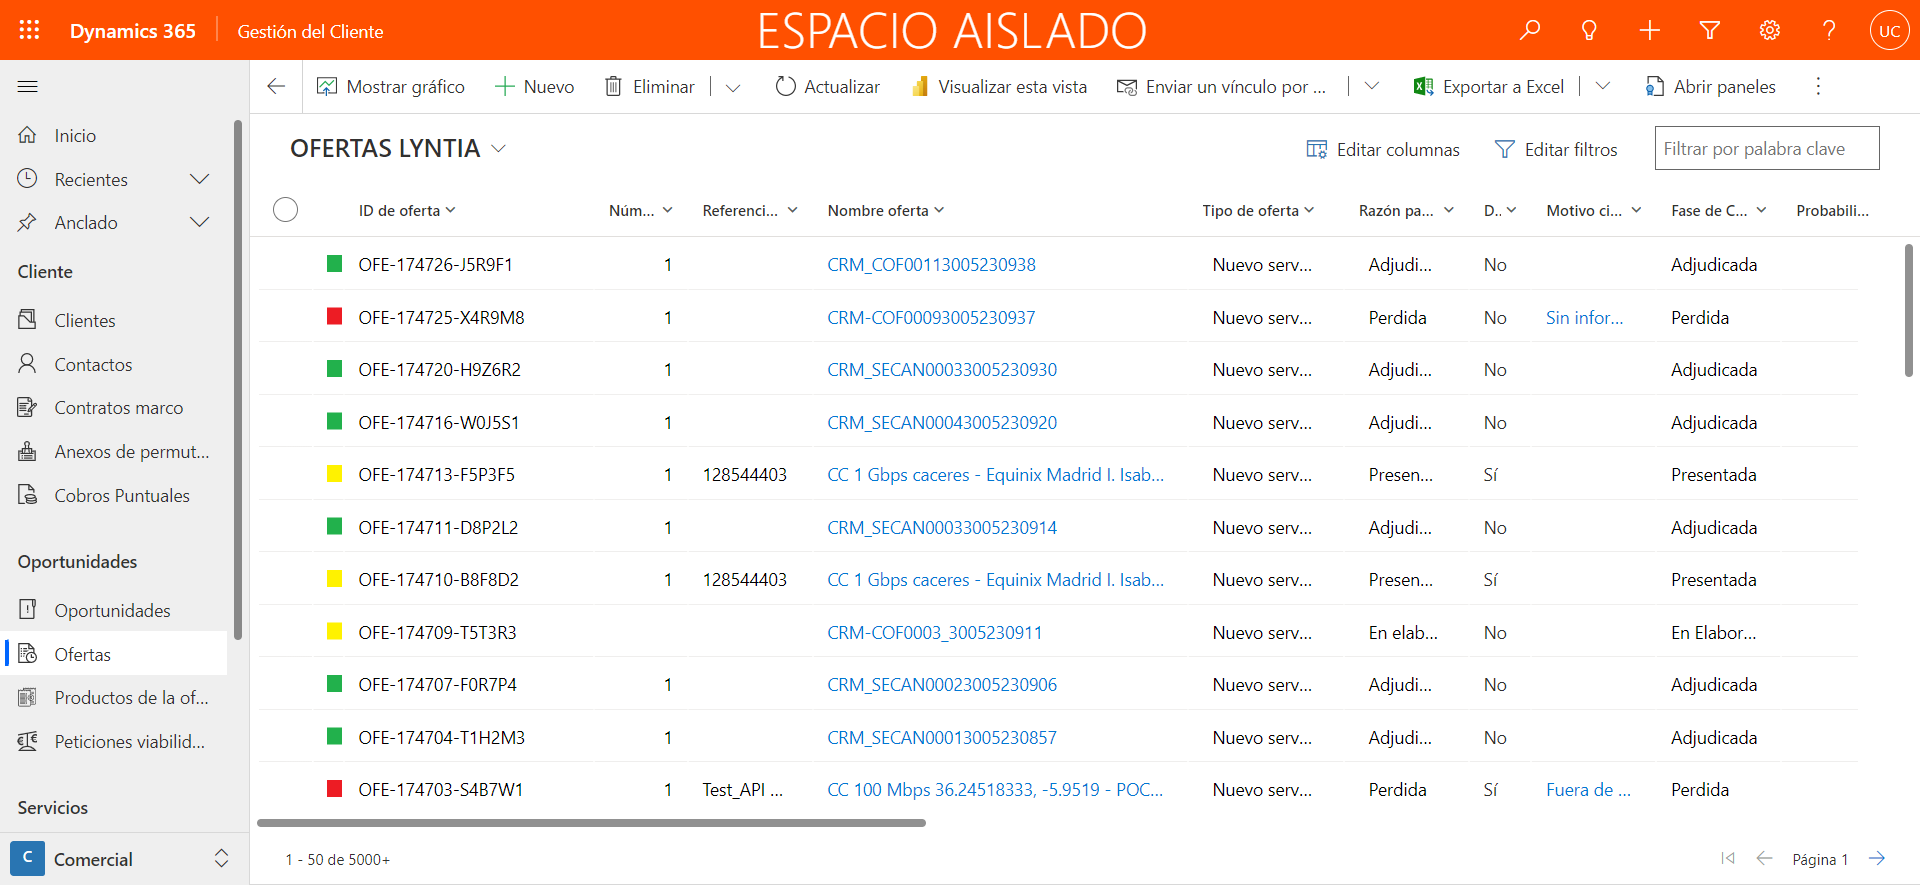 Dynamics 365 Gestión del Cliente ESPACIO AISLADO UC
Mostrar gráfico Nuevo Eliminar Actualizar Visualizar esta vista Enviar un vínculo por ... Exportar a Excel Abrir paneles
Inicio
Recientes
Anclado
Cliente
Clientes
Contactos
Contratos marco
Anexos de permut...
Cobros Puntuales
Oportunidades
Oportunidades
Ofertas
Productos de la of...
Peticiones viabilid...
Servicios
C Comercial
OFERTAS LYNTIA Editar columnas Editar filtros Filtrar por palabra clave
ID de oferta Núm... Referenci... Nombre oferta Tipo de oferta Razón pa... D.. Motivo ci... Fase de C... Probabili...
OFE-174726-J5R9F1 1 CRM_COF00113005230938 Nuevo serv... Adjudi... No Adjudicada
OFE-174725-X4R9M8 1 CRM-COF00093005230937 Nuevo serv... Perdida No Sin infor... Perdida
OFE-174720-H9Z6R2 1 CRM_SECAN00033005230930 Nuevo serv... Adjudi... No Adjudicada
OFE-174716-W0J5S1 1 CRM_SECAN00043005230920 Nuevo serv... Adjudi... No Adjudicada
OFE-174713-F5P3F5 1 128544403 CC 1 Gbps caceres - Equinix Madrid I. Isab... Nuevo serv... Presen... Sí Presentada
OFE-174711-D8P2L2 1 CRM_SECAN00033005230914 Nuevo serv... Adjudi... No Adjudicada
OFE-174710-B8F8D2 1 128544403 CC 1 Gbps caceres - Equinix Madrid I. Isab... Nuevo serv... Presen... Sí Presentada
OFE-174709-T5T3R3 CRM-COF0003_3005230911 Nuevo serv... En elab... No En Elabor...
OFE-174707-F0R7P4 1 CRM_SECAN00023005230906 Nuevo serv... Adjudi... No Adjudicada
OFE-174704-T1H2M3 1 CRM_SECAN00013005230857 Nuevo serv... Adjudi... No Adjudicada
OFE-174703-S4B7W1 1 Test_API ... CC 100 Mbps 36.24518333, -5.9519 - POC... Nuevo serv... Perdida Sí Fuera de ... Perdida
1 - 50 de 5000+ Página 1